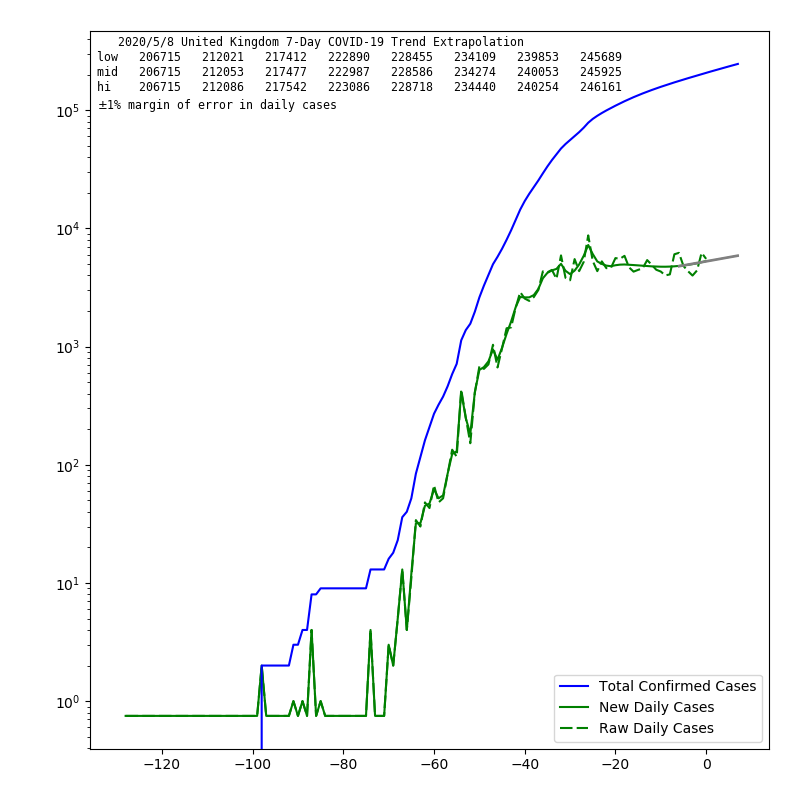 2020/5/8 United Kingdom 7-Day COVID-19 Trend Extrapolation
low 206715 212021 217412 222890 228455 234109 239853 245689
mid 206715 212053 217477 222987 228586 234274 240053 245925
hi 206715 212086 217542 223086 228718 234440 240254 246161
±1% margin of error in daily cases
10⁵
10⁴
10³
10²
10¹
10⁰
Total Confirmed Cases
New Daily Cases
Raw Daily Cases
−120 −100 −80 −60 −40 −20 0